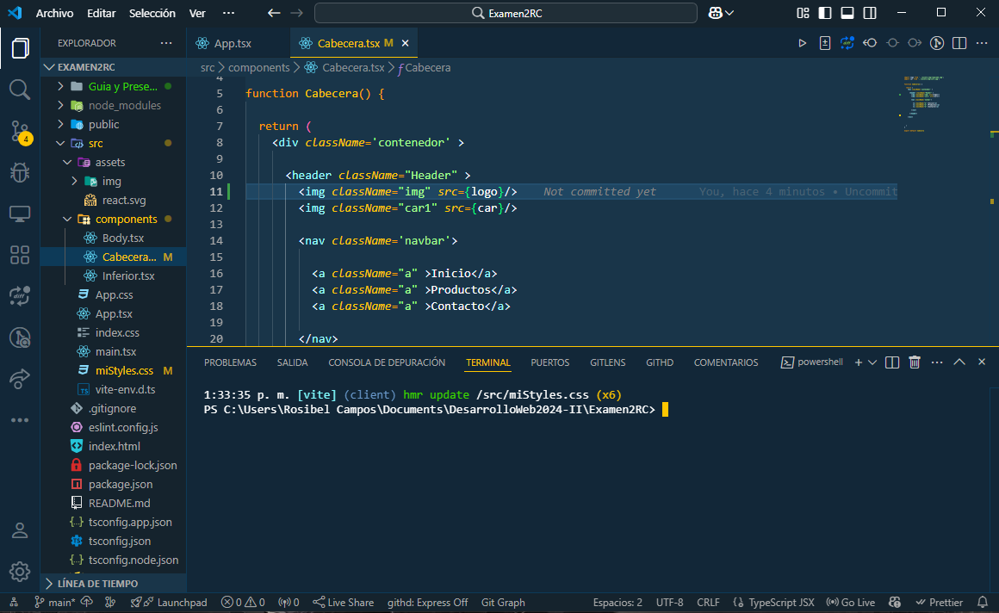 Archivo Editar Selección Ver ··· Examen2RC
EXPLORADOR ···
EXAMEN2RC
Guia y Prese...
node_modules
public
src
assets
img
react.svg
components
Body.tsx
Cabecera... M
Inferior.tsx
App.css
App.tsx
index.css
main.tsx
miStyles.css M
vite-env.d.ts
.gitignore
eslint.config.js
index.html
package-lock.json
package.json
README.md
tsconfig.app.json
tsconfig.json
tsconfig.node.json
LÍNEA DE TIEMPO
4
App.tsx Cabecera.tsx M
src > components > Cabecera.tsx > Cabecera
4
5 function Cabecera() {
6
7 return (
8 <div className='contenedor' >
9
10 <header className="Header" >
11 <img className="img" src={logo}/> Not committed yet You, hace 4 minutos • Uncommit
12 <img className="car1" src={car}/>
13
14 <nav className='navbar'>
15
16 <a className="a" >Inicio</a>
17 <a className="a" >Productos</a>
18 <a className="a" >Contacto</a>
19
20 </nav>
PROBLEMAS SALIDA CONSOLA DE DEPURACIÓN TERMINAL PUERTOS GITLENS GITHD COMENTARIOS powershell
1:33:35 p. m. [vite] (client) hmr update /src/miStyles.css (x6)
PS C:\Users\Rosibel Campos\Documents\DesarrolloWeb2024-II\Examen2RC>
main* Launchpad 0 0 0 Live Share githd: Express Off Git Graph Espacios: 2 UTF-8 CRLF TypeScript JSX Go Live Prettier